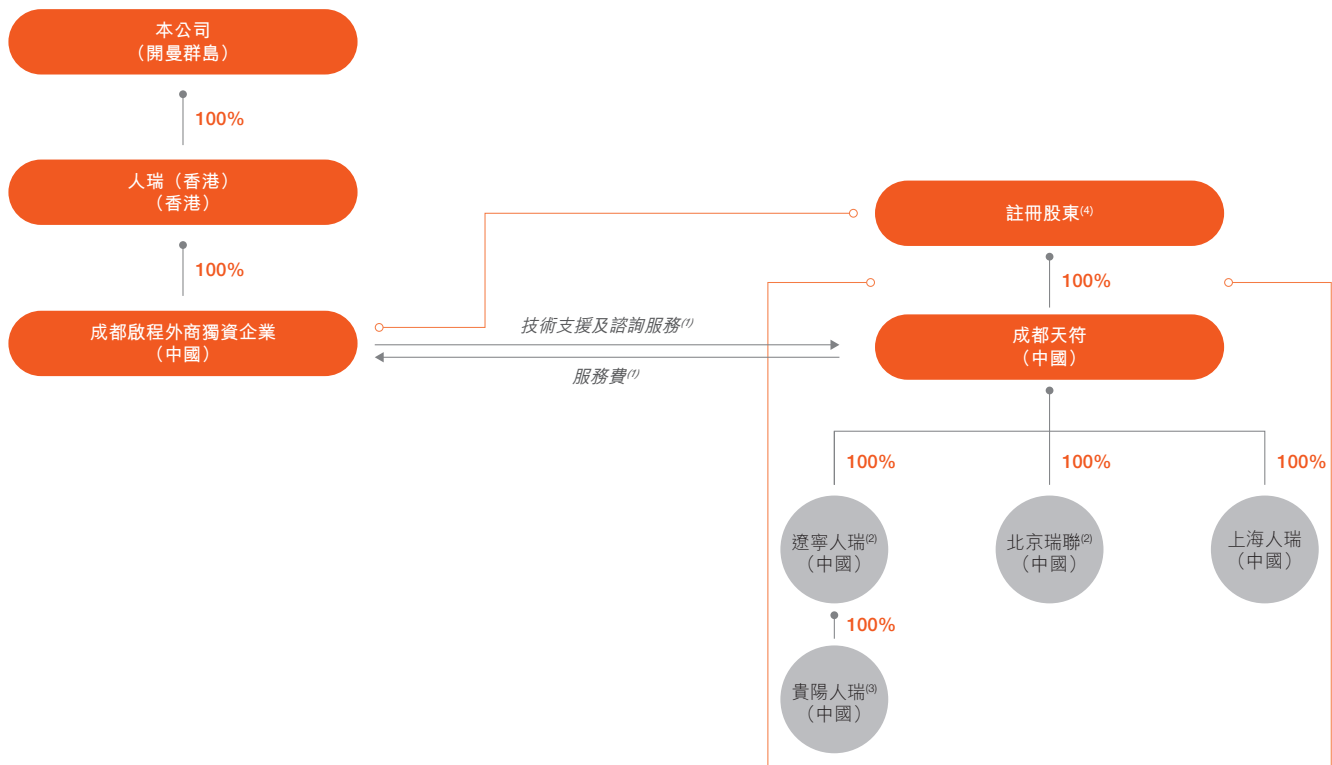 本公司
（開曼群島）
100%
人瑞（香港）
（香港）
100%
成都啟程外商獨資企業
（中國）
技術支援及諮詢服務(1)
服務費(1)
註冊股東(4)
100%
成都天符
（中國）
100%
100%
100%
遼寧人瑞(2)
（中國）
北京瑞聯(2)
（中國）
上海人瑞
（中國）
100%
貴陽人瑞(3)
（中國）